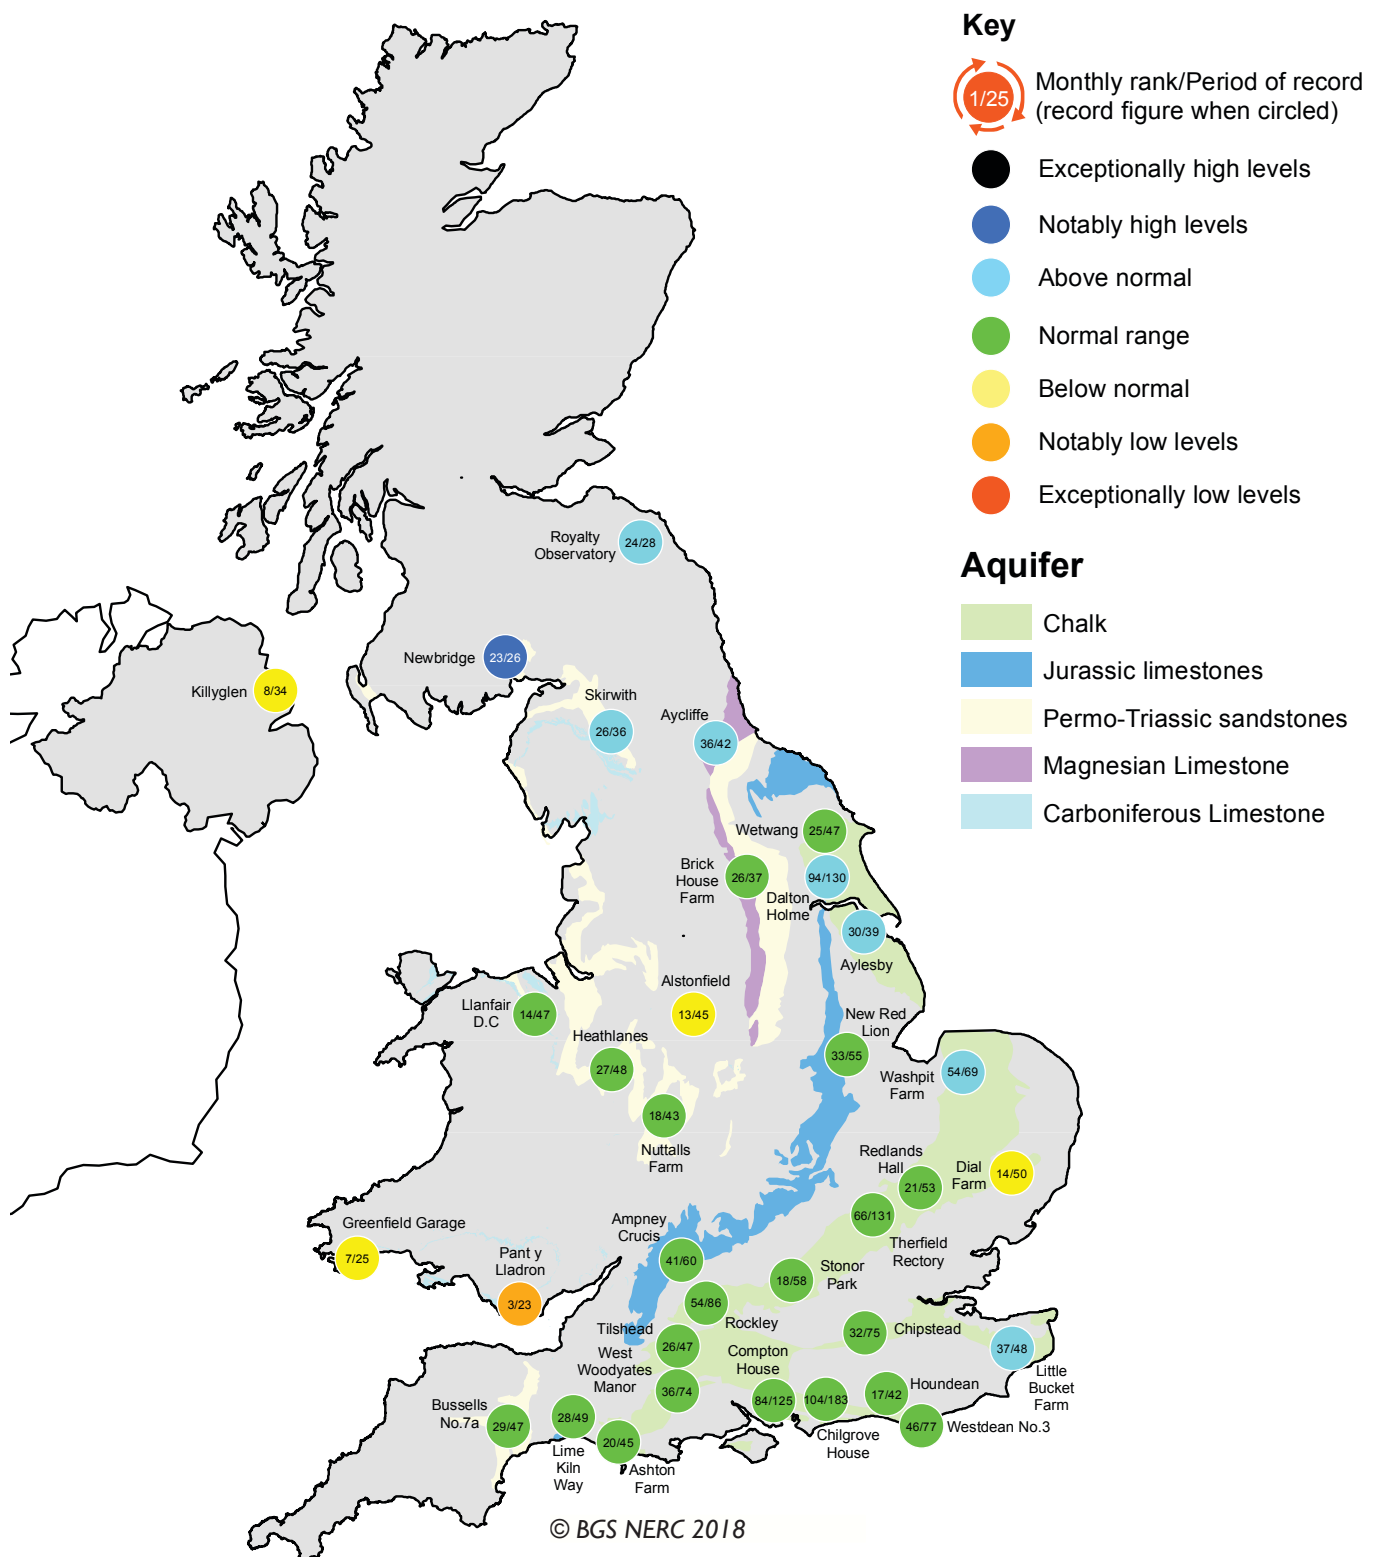 Key
1/25
Monthly rank/Period of record
(record figure when circled)
Exceptionally high levels
Notably high levels
Above normal
Normal range
Below normal
Notably low levels
Exceptionally low levels
Aquifer
Chalk
Jurassic limestones
Permo-Triassic sandstones
Magnesian Limestone
Carboniferous Limestone
Royalty
Observatory
24/28
Newbridge
23/26
Killyglen
8/34
Skirwith
26/36
Aycliffe
36/42
Wetwang
25/47
Brick
House
Farm
26/37
94/130
Dalton
Holme
30/39
Aylesby
Llanfair
D.C
14/47
Alstonfield
13/45
New Red
Lion
33/55
Heathlanes
27/48
Washpit
Farm
54/69
18/43
Nuttalls
Farm
Redlands
Hall
21/53
Dial
Farm
14/50
66/131
Therfield
Rectory
Greenfield Garage
7/25
Pant y
Lladron
3/23
Ampney
Crucis
41/60
18/58
Stonor
Park
54/86
Rockley
Tilshead
26/47
32/75
Chipstead
37/48
Little
Bucket
Farm
West
Woodyates
Manor
36/74
Compton
House
84/125
104/183
Chilgrove
House
17/42
Houndean
46/77
Westdean No.3
Bussells
No.7a
29/47
28/49
Lime
Kiln
Way
20/45
Ashton
Farm
© BGS NERC 2018